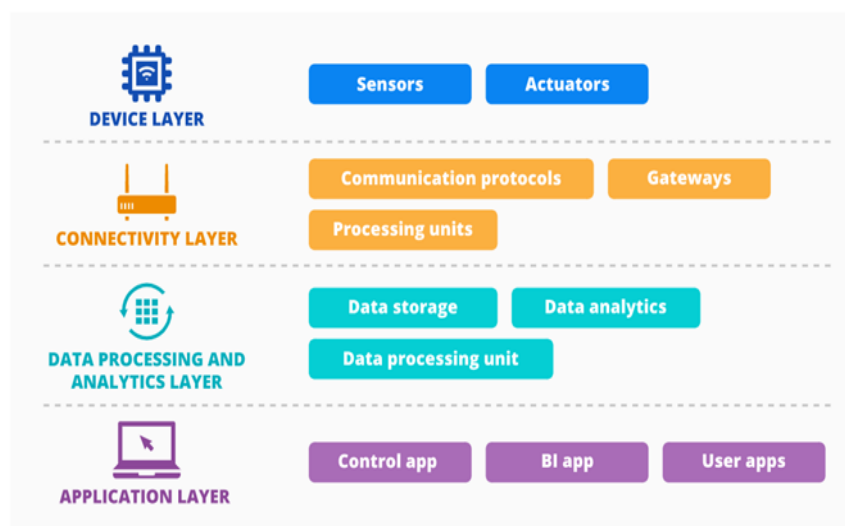 Sensors
Actuators
DEVICE LAYER
Communication protocols
Gateways
Processing units
CONNECTIVITY LAYER
Data storage
Data analytics
Data processing unit
DATA PROCESSING AND
ANALYTICS LAYER
Control app
BI app
User apps
APPLICATION LAYER